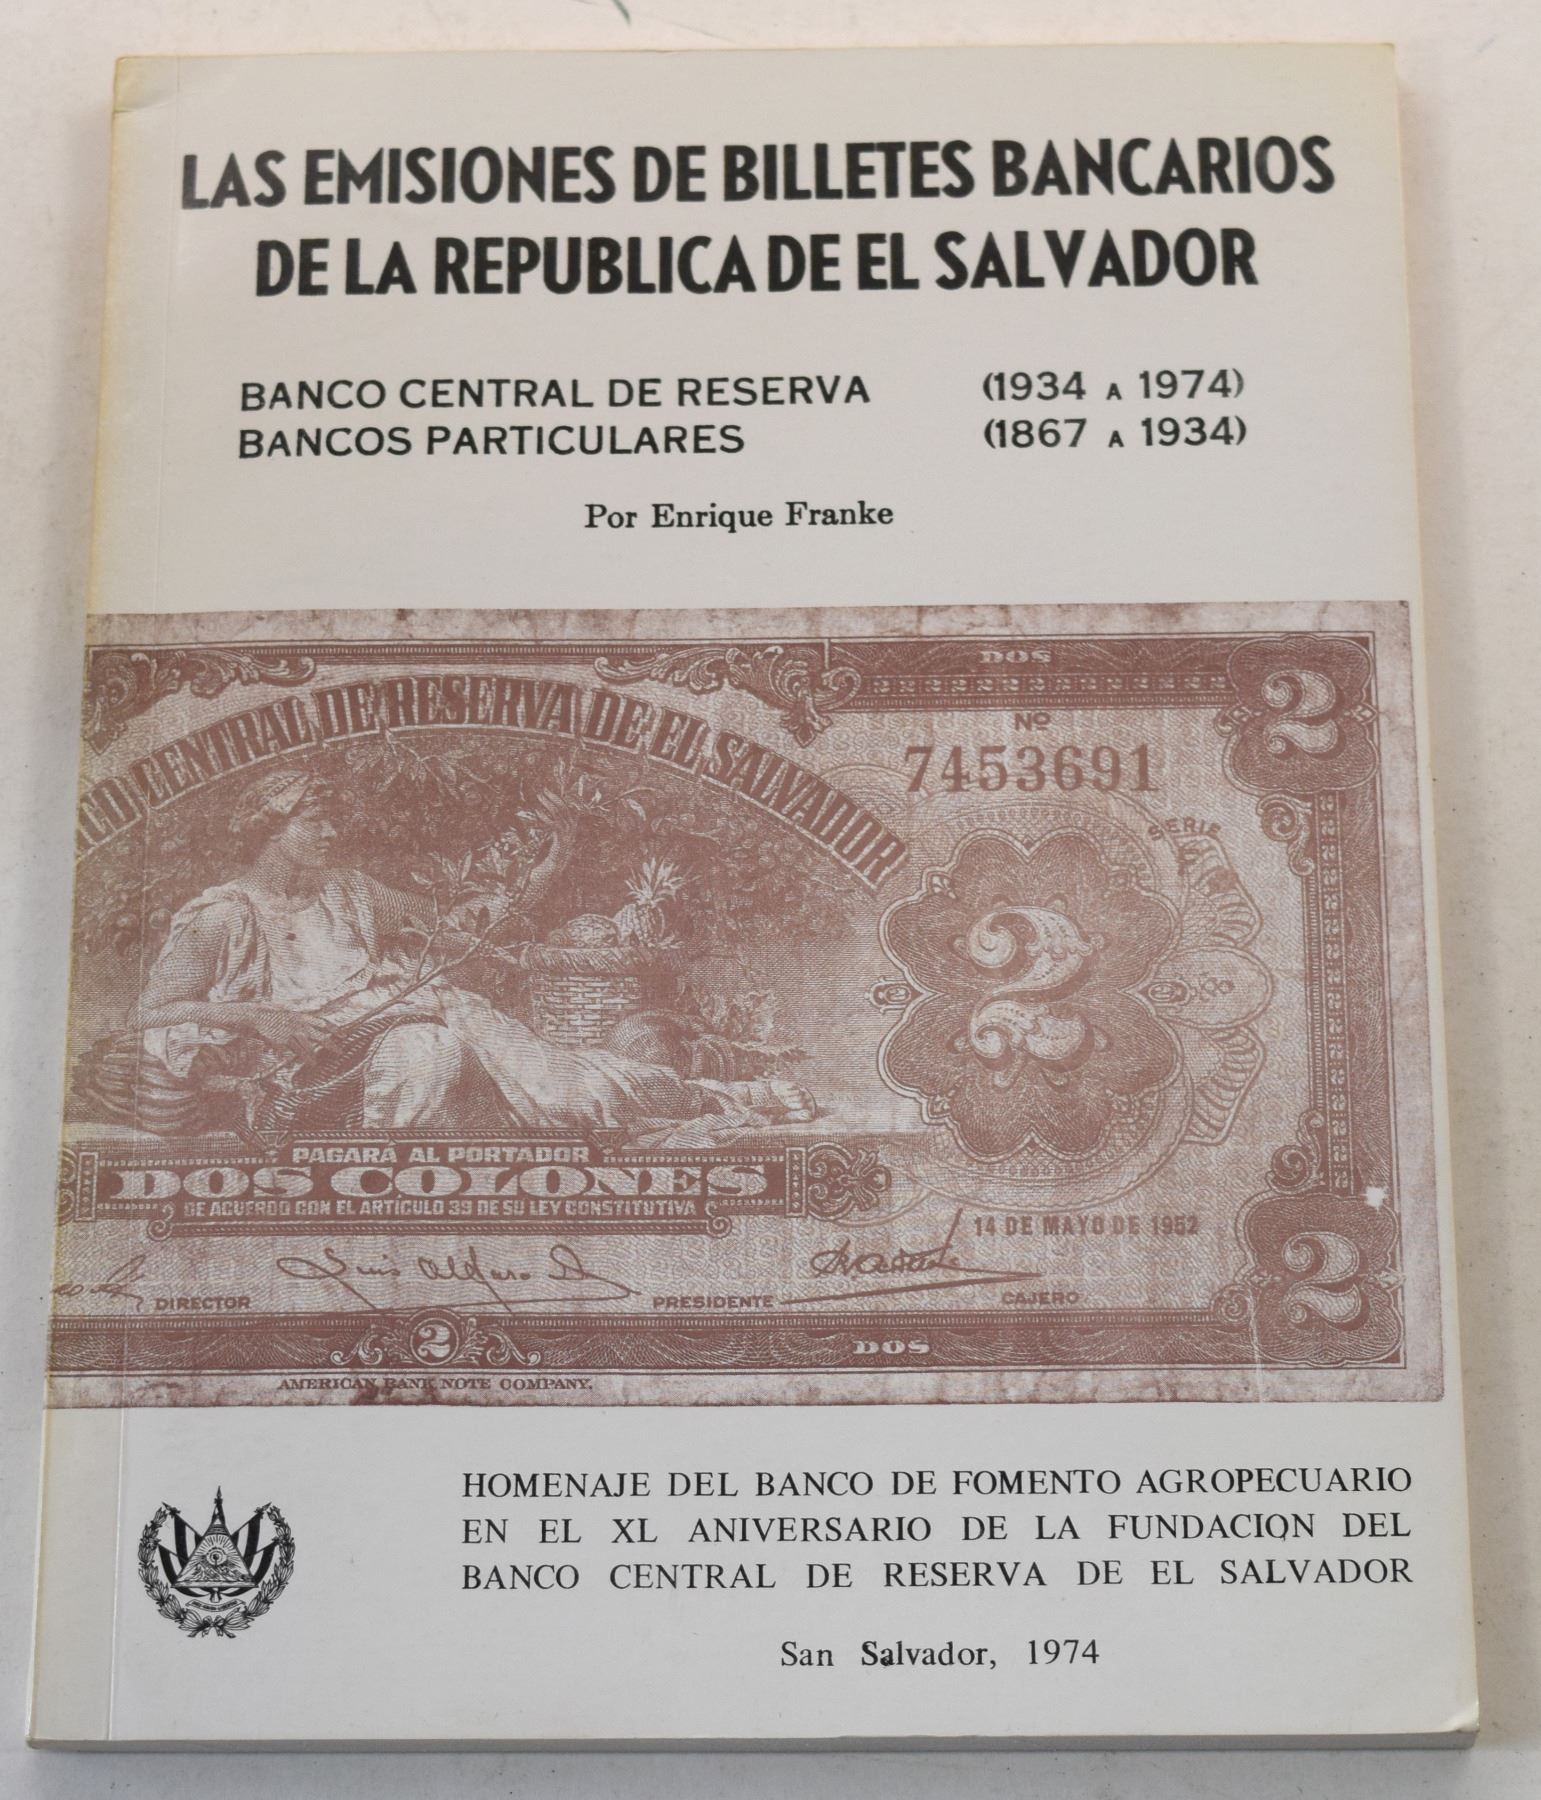 LAS EMISIONES DE BILLETES BANCARIOS
DE LA REPUBLICA DE EL SALVADOR
BANCO CENTRAL DE RESERVA (1934 A 1974)
BANCOS PARTICULARES (1867 A 1934)
Por Enrique Franke
DOS
2
CENTRAL DE RESERVA DE EL SALVADOR
Nº
7453691
SERIE
2
PAGARÁ AL PORTADOR
DOS COLONES
DE ACUERDO CON EL ARTÍCULO 39 DE SU LEY CONSTITUTIVA
14 DE MAYO DE 1952
2
DIRECTOR PRESIDENTE CAJERO
2
DOS
AMERICAN BANK NOTE COMPANY.
HOMENAJE DEL BANCO DE FOMENTO AGROPECUARIO
EN EL XL ANIVERSARIO DE LA FUNDACION DEL
BANCO CENTRAL DE RESERVA DE EL SALVADOR
San Salvador, 1974